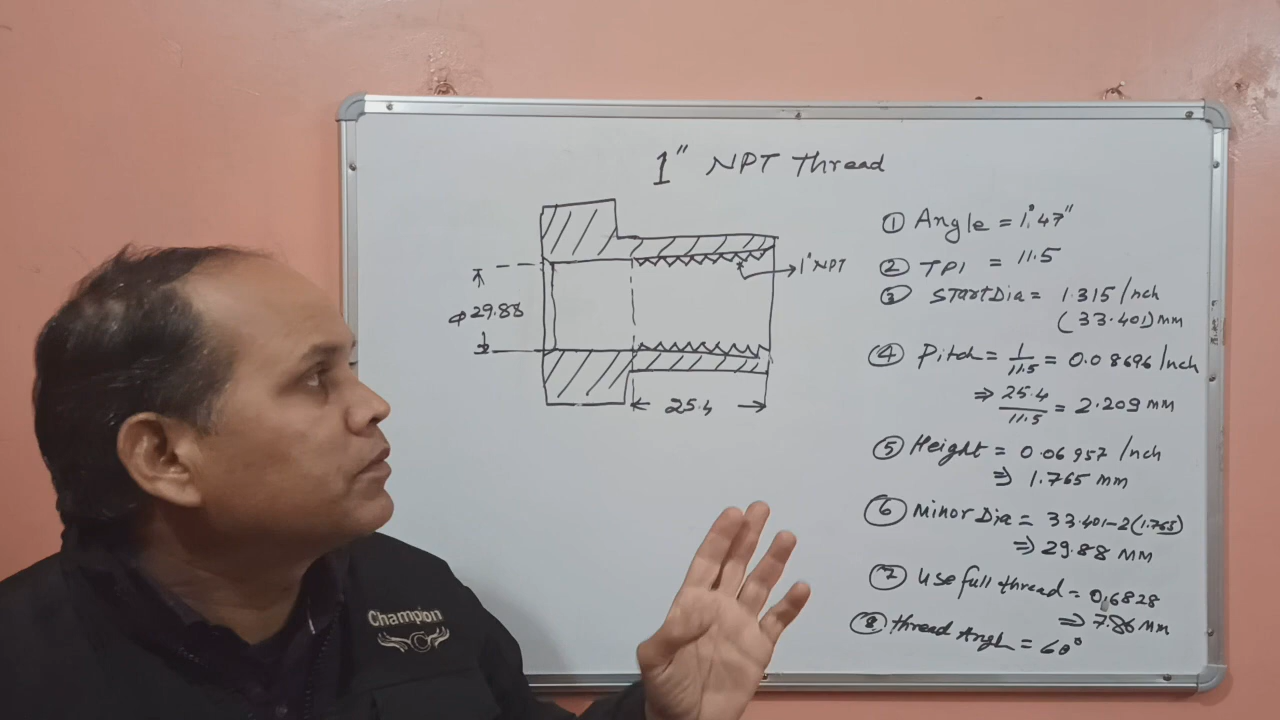 1" NPT Thread
① Angle = 1°.47"
② TPI = 11.5
③ StartDia = 1.315 Inch
(33.401) MM
④ Pitch = 1/11.5 = 0.08696 Inch
⇒ 25.4/11.5 = 2.209 MM
⑤ Height = 0.06957 Inch
⇒ 1.765 MM
⑥ Minor Dia = 33.401-2(1.765)
⇒ 29.88 MM
⑦ Use full thread = 0.6828
⇒ 7.86 MM
⑧ thread Angle = 60°
1" NPT
Φ29.88
25.4
Champion